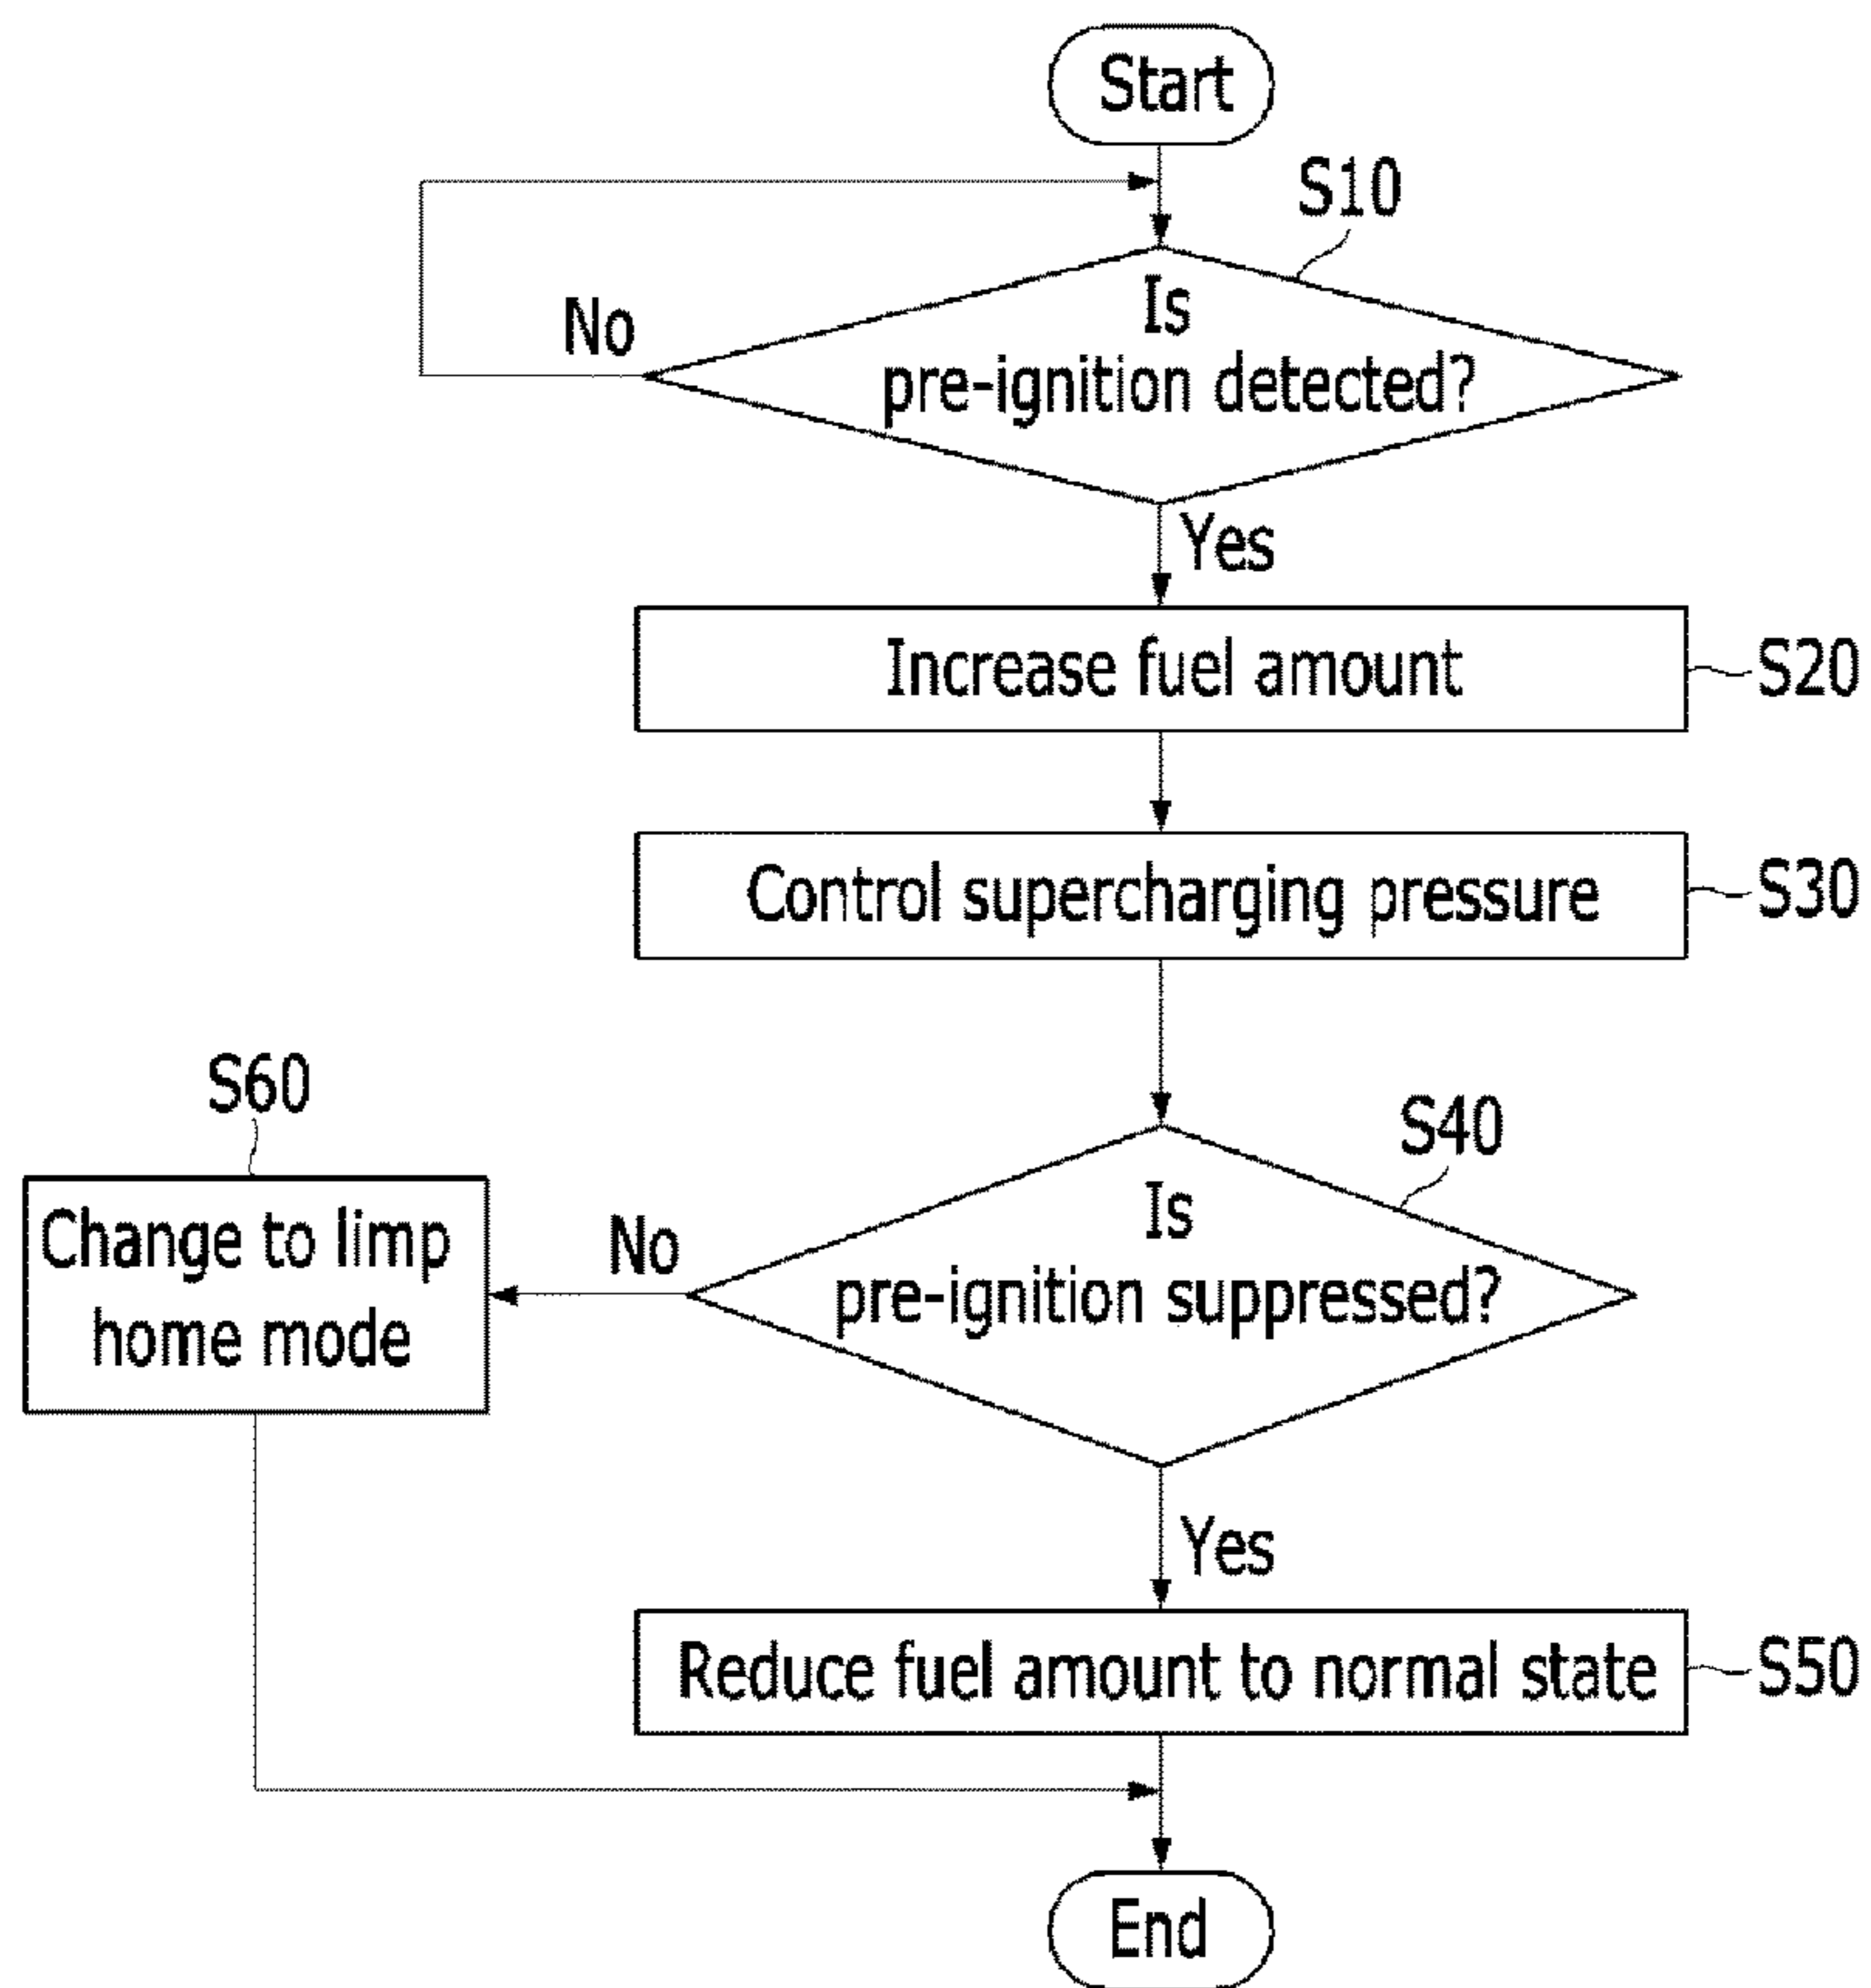 Start
S10
No
Is
pre-ignition detected?
Yes
Increase fuel amount
S20
Control supercharging pressure
S30
S60
S40
Change to limp
home mode
No
Is
pre-ignition suppressed?
Yes
Reduce fuel amount to normal state
S50
End